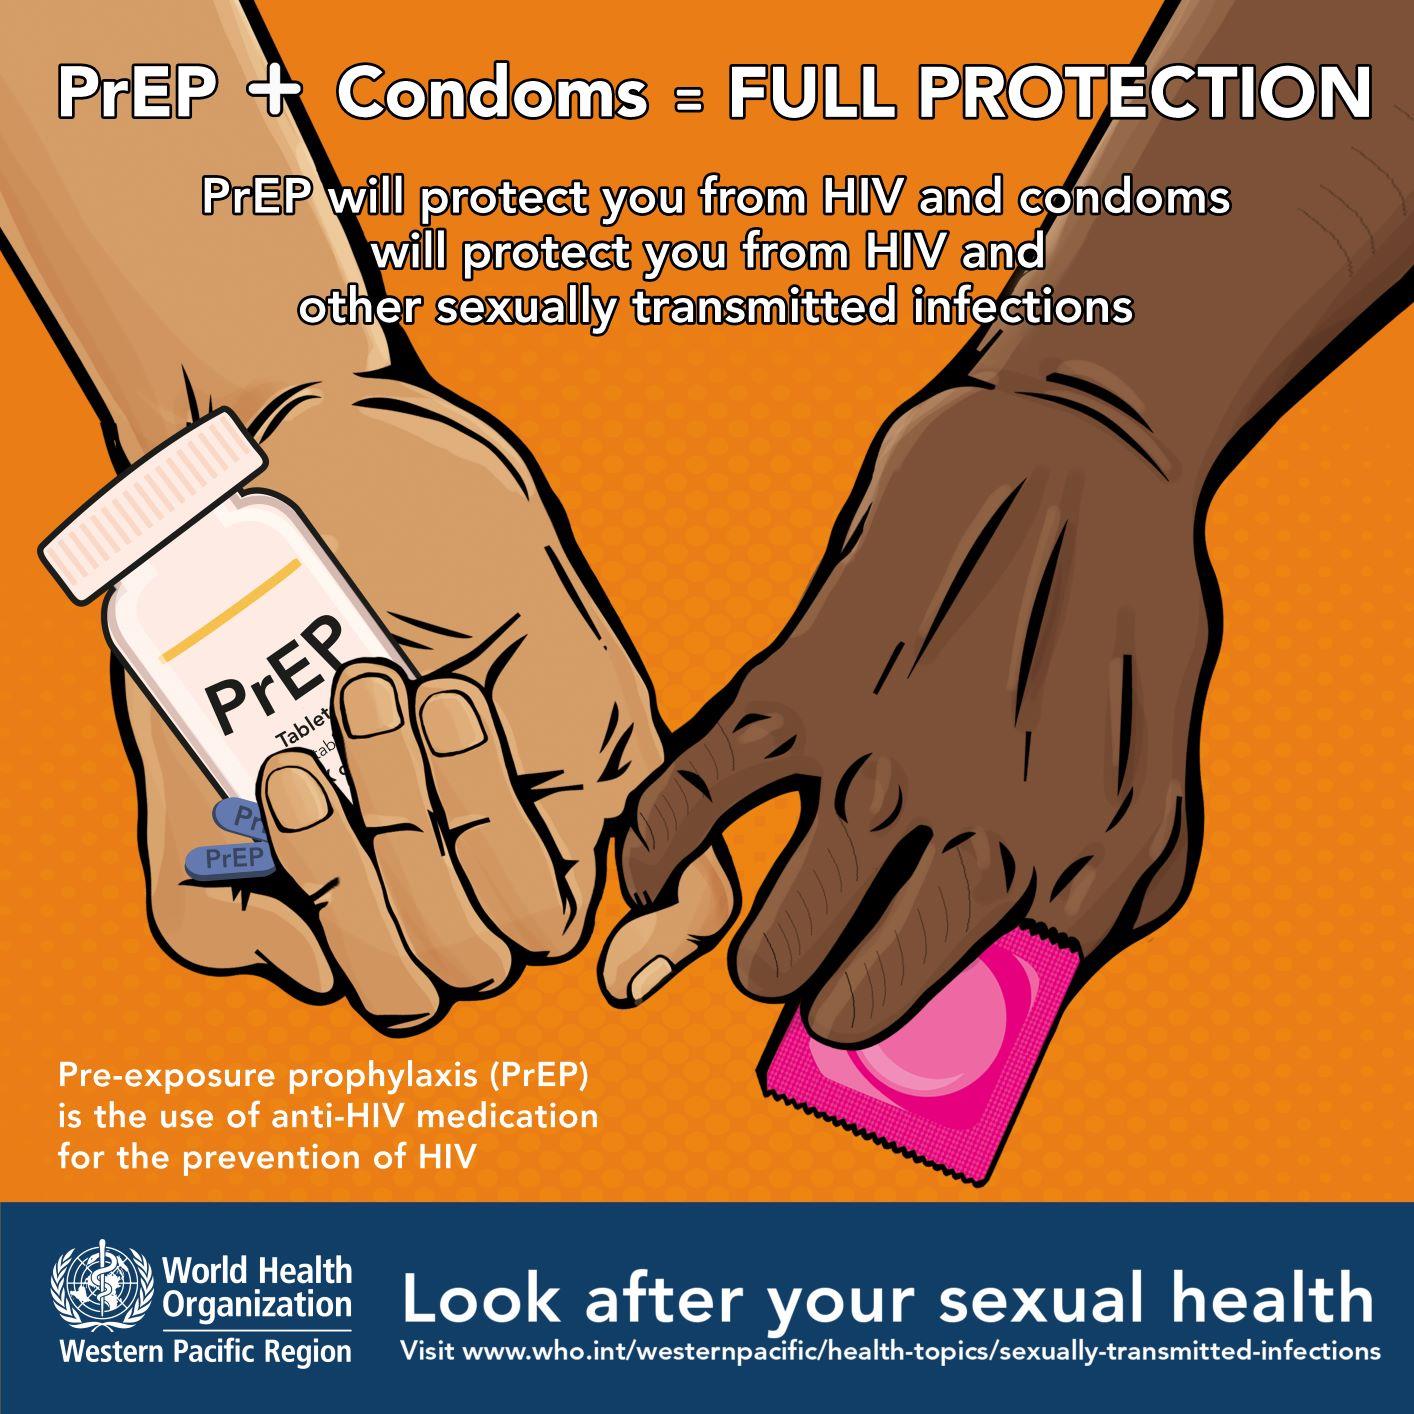 PrEP + Condoms = FULL PROTECTION
PrEP will protect you from HIV and condoms
will protect you from HIV and
other sexually transmitted infections
PrEP
Tablet
tab
PrEP
Pre-exposure prophylaxis (PrEP)
is the use of anti-HIV medication
for the prevention of HIV
World Health
Organization
Western Pacific Region
Look after your sexual health
Visit www.who.int/westernpacific/health-topics/sexually-transmitted-infections